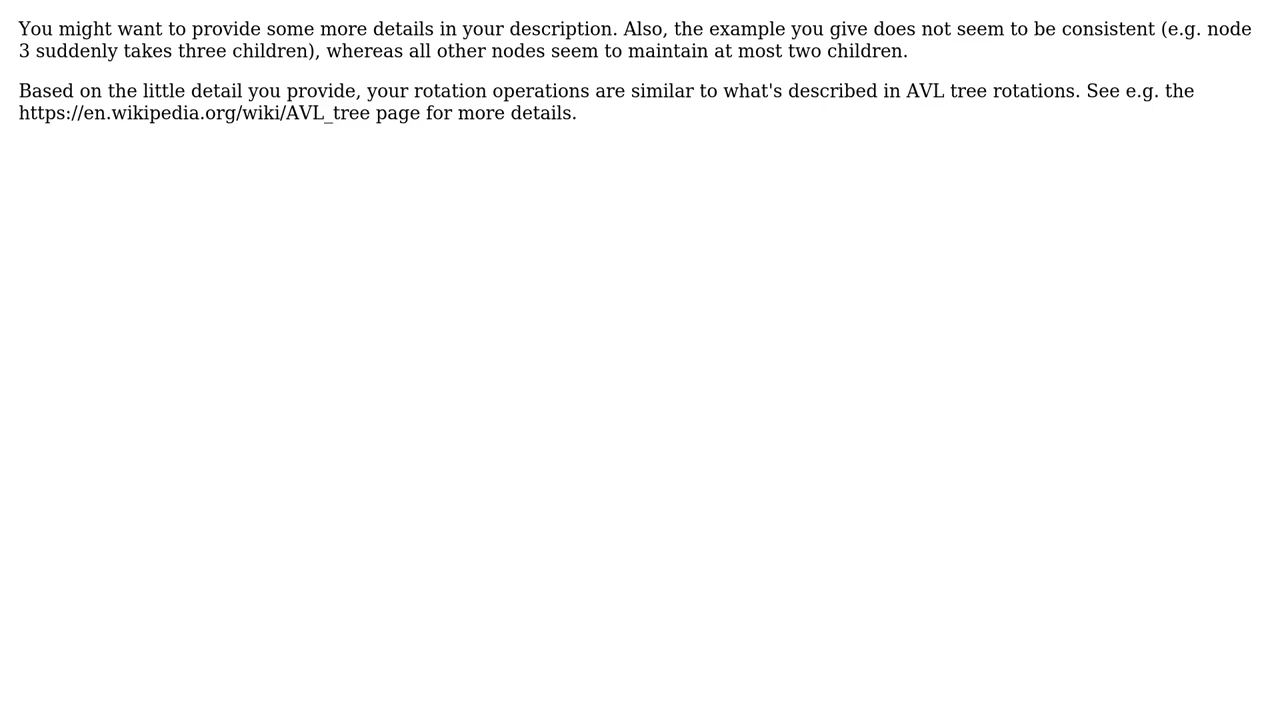 You might want to provide some more details in your description. Also, the example you give does not seem to be consistent (e.g. node
3 suddenly takes three children), whereas all other nodes seem to maintain at most two children.
Based on the little detail you provide, your rotation operations are similar to what's described in AVL tree rotations. See e.g. the
https://en.wikipedia.org/wiki/AVL_tree page for more details.